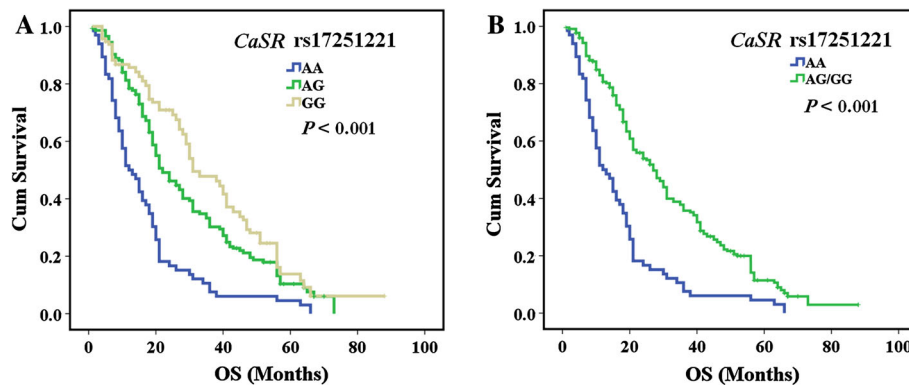 A
CaSR rs17251221
AA
AG
GG
P < 0.001
Cum Survival
1.0
0.8
0.6
0.4
0.2
0.0
0 20 40 60 80 100
OS (Months)
B
CaSR rs17251221
AA
AG/GG
P < 0.001
Cum Survival
1.0
0.8
0.6
0.4
0.2
0.0
0 20 40 60 80 100
OS (Months)